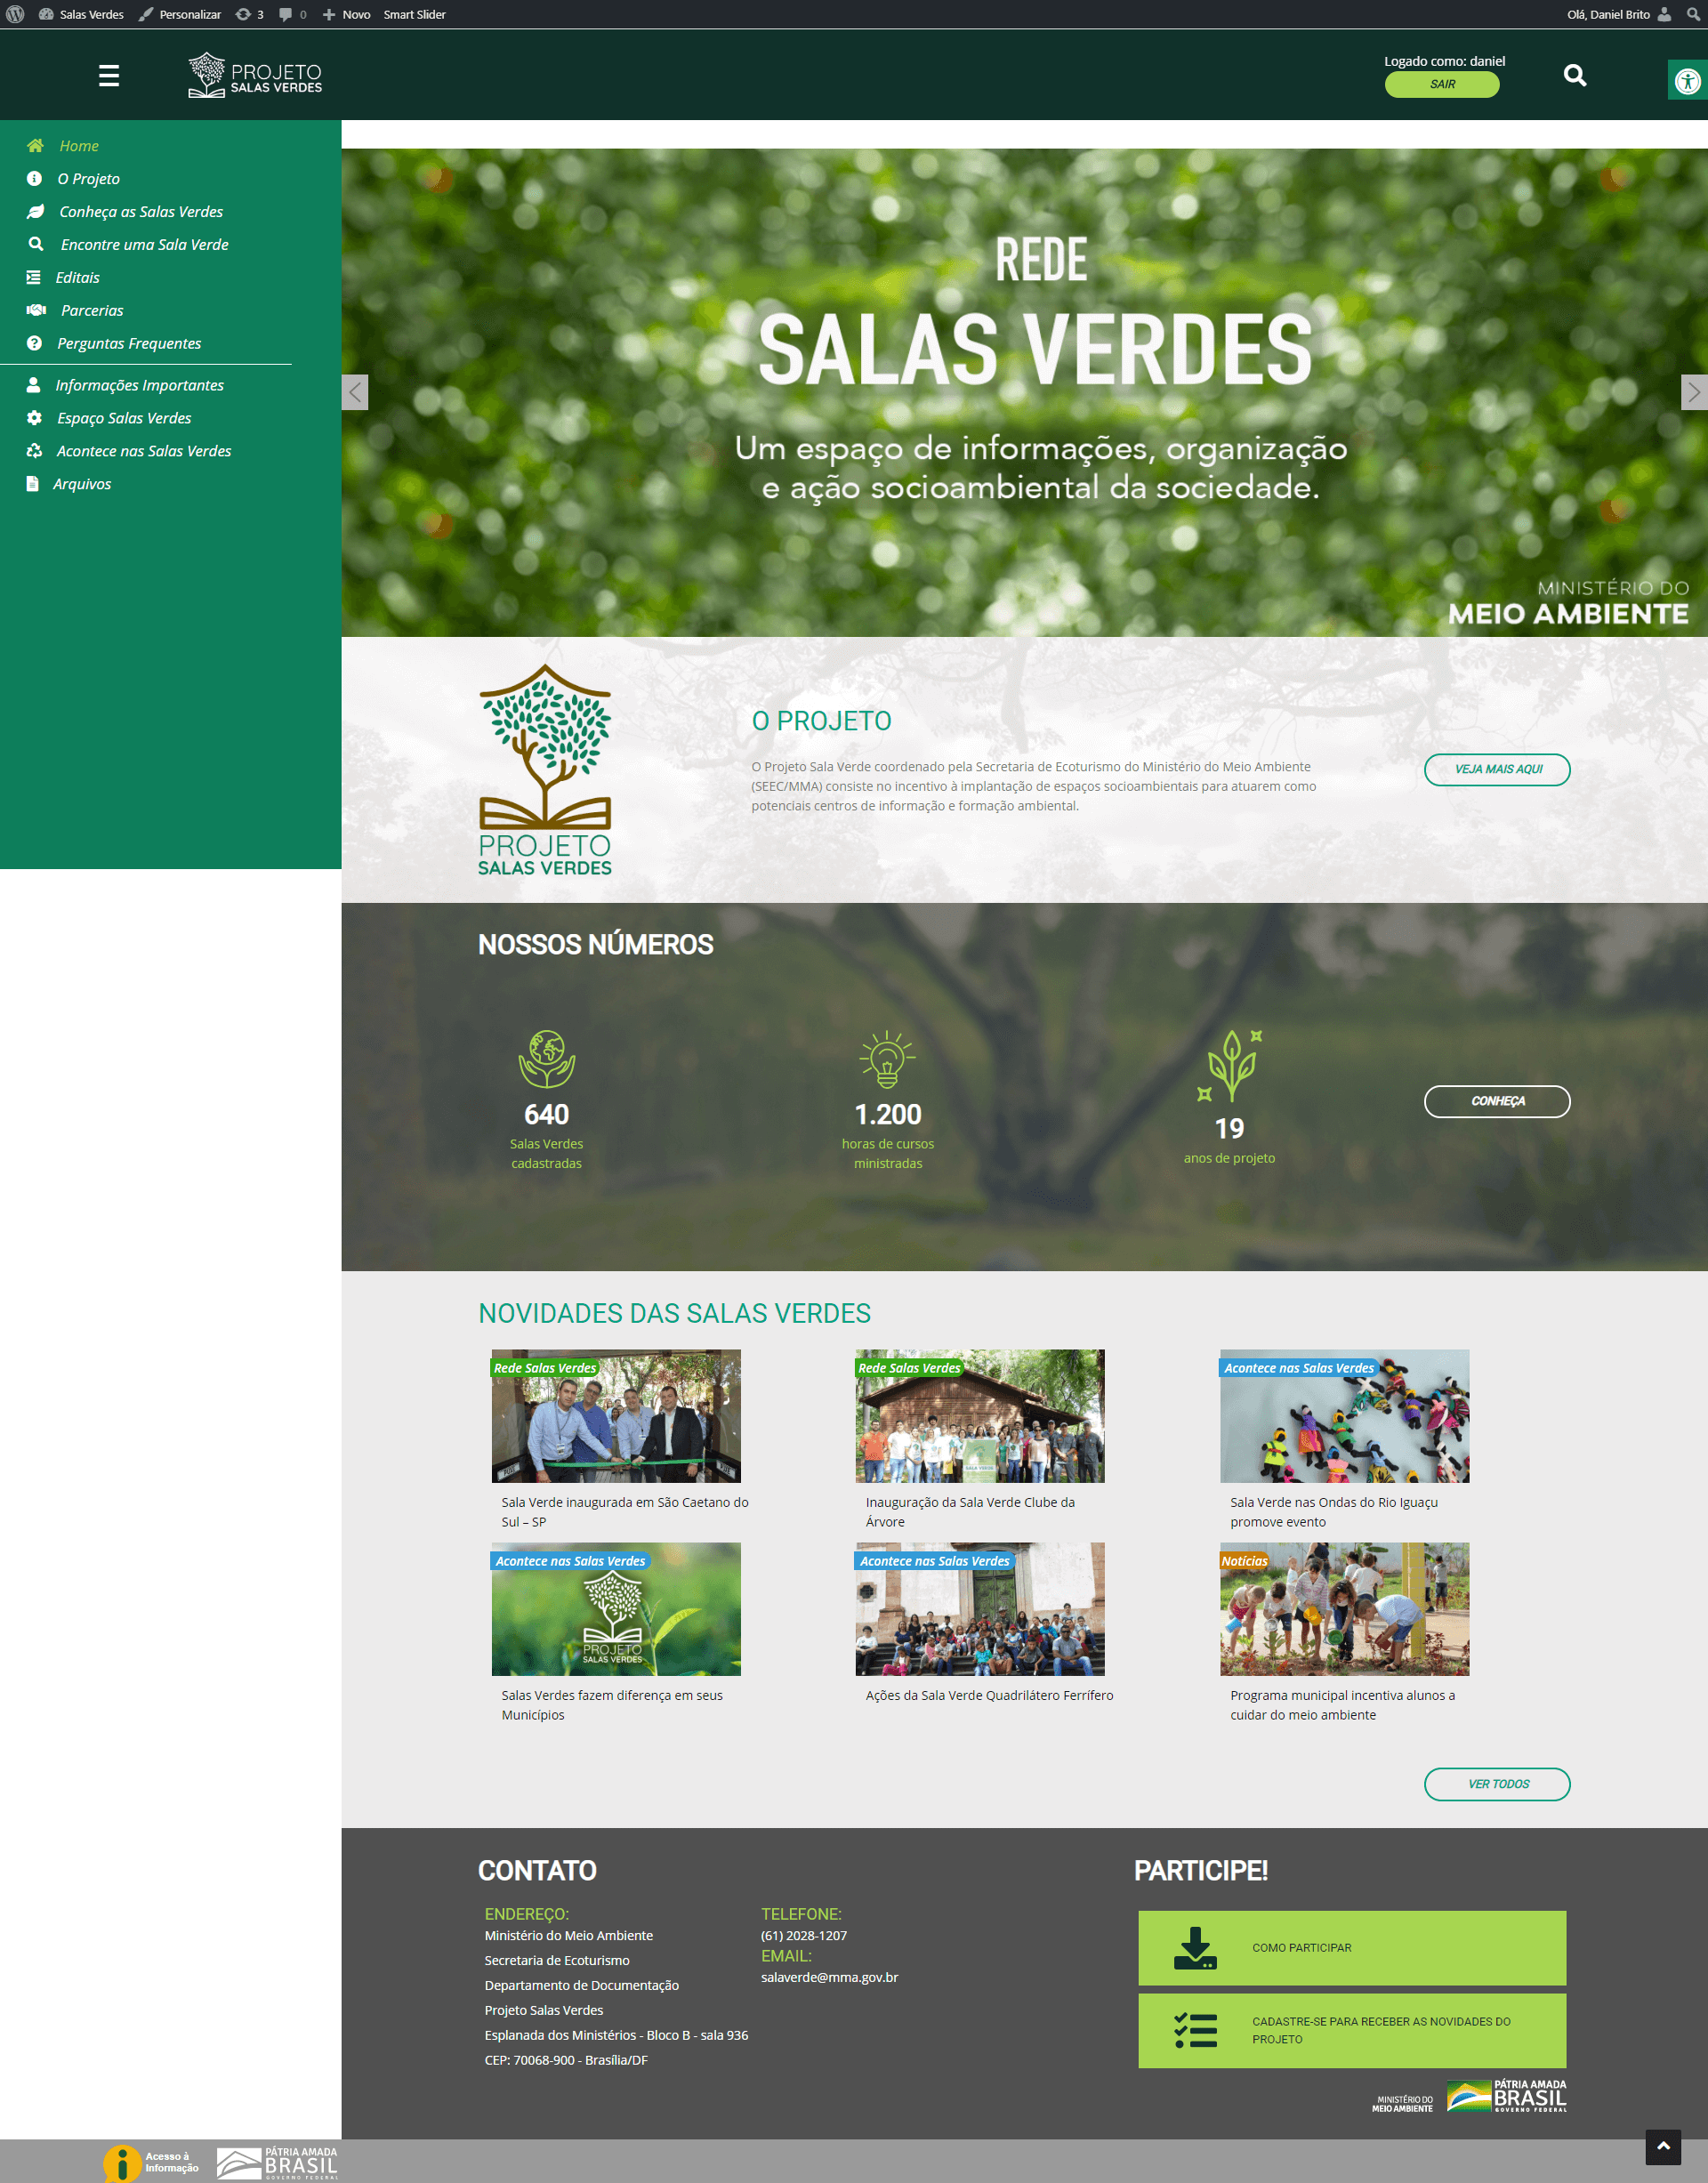 Salas Verdes Personalizar 3 0 Novo Smart Slider Olá, Daniel Brito
PROJETO
SALAS VERDES
Logado como: daniel
SAIR
Home
O Projeto
Conheça as Salas Verdes
Encontre uma Sala Verde
Editais
Parcerias
Perguntas Frequentes
Informações Importantes
Espaço Salas Verdes
Acontece nas Salas Verdes
Arquivos
REDE
SALAS VERDES
Um espaço de informações, organização
e ação socioambiental da sociedade.
MINISTÉRIO DO
MEIO AMBIENTE
PROJETO
SALAS VERDES
O PROJETO
O Projeto Sala Verde coordenado pela Secretaria de Ecoturismo do Ministério do Meio Ambiente
(SEEC/MMA) consiste no incentivo à implantação de espaços socioambientais para atuarem como
potenciais centros de informação e formação ambiental.
VEJA MAIS AQUI
NOSSOS NÚMEROS
640
Salas Verdes
cadastradas
1.200
horas de cursos
ministradas
19
anos de projeto
CONHEÇA
NOVIDADES DAS SALAS VERDES
Rede Salas Verdes
Sala Verde inaugurada em São Caetano do
Sul – SP
Rede Salas Verdes
SALA VERDE
Inauguração da Sala Verde Clube da
Árvore
Acontece nas Salas Verdes
Sala Verde nas Ondas do Rio Iguaçu
promove evento
Acontece nas Salas Verdes
PROJETO
SALAS VERDES
Salas Verdes fazem diferença em seus
Municípios
Acontece nas Salas Verdes
Ações da Sala Verde Quadrilátero Ferrífero
Notícias
Programa municipal incentiva alunos a
cuidar do meio ambiente
VER TODOS
CONTATO
ENDEREÇO:
Ministério do Meio Ambiente
Secretaria de Ecoturismo
Departamento de Documentação
Projeto Salas Verdes
Esplanada dos Ministérios - Bloco B - sala 936
CEP: 70068-900 - Brasília/DF
TELEFONE:
(61) 2028-1207
EMAIL:
salaverde@mma.gov.br
PARTICIPE!
COMO PARTICIPAR
CADASTRE-SE PARA RECEBER AS NOVIDADES DO
PROJETO
MINISTÉRIO DO
MEIO AMBIENTE
PÁTRIA AMADA
BRASIL
GOVERNO FEDERAL
Acesso à
Informação
PÁTRIA AMADA
BRASIL
GOVERNO FEDERAL